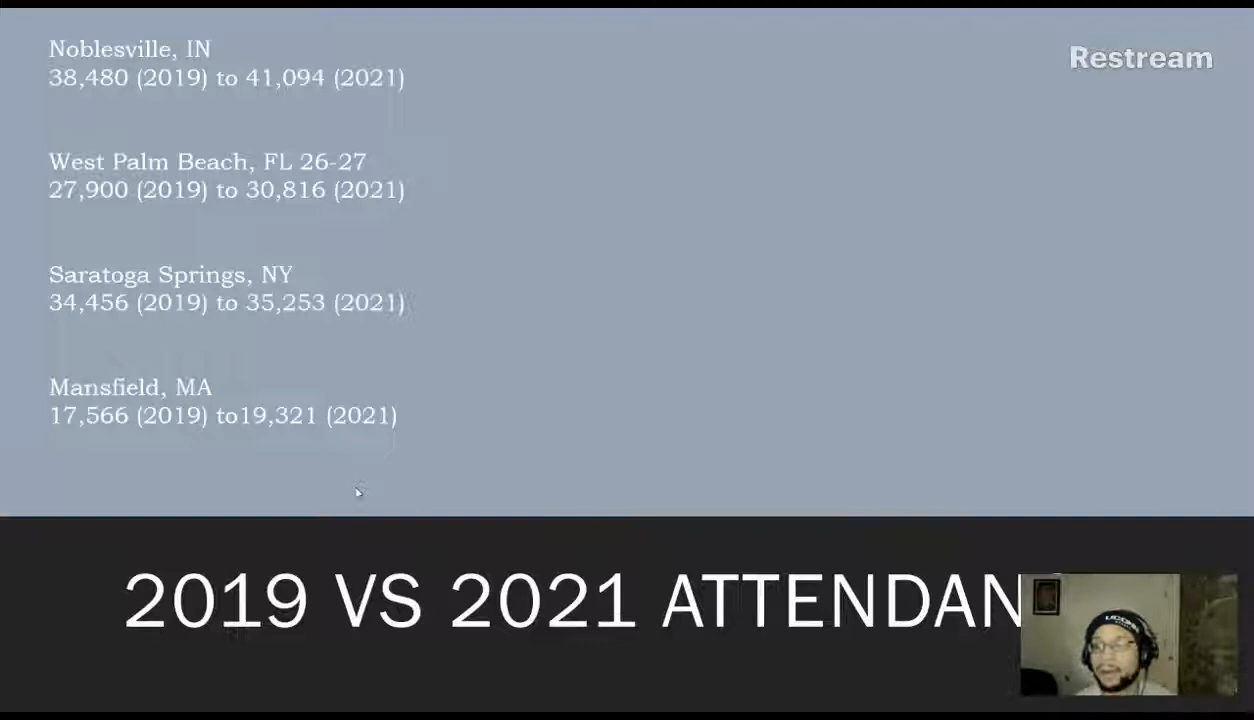 Noblesville, IN
38,480 (2019) to 41,094 (2021)
Restream
West Palm Beach, FL 26-27
27,900 (2019) to 30,816 (2021)
Saratoga Springs, NY
34,456 (2019) to 35,253 (2021)
Mansfield, MA
17,566 (2019) to19,321 (2021)
2019 VS 2021 ATTENDAN
UCONN